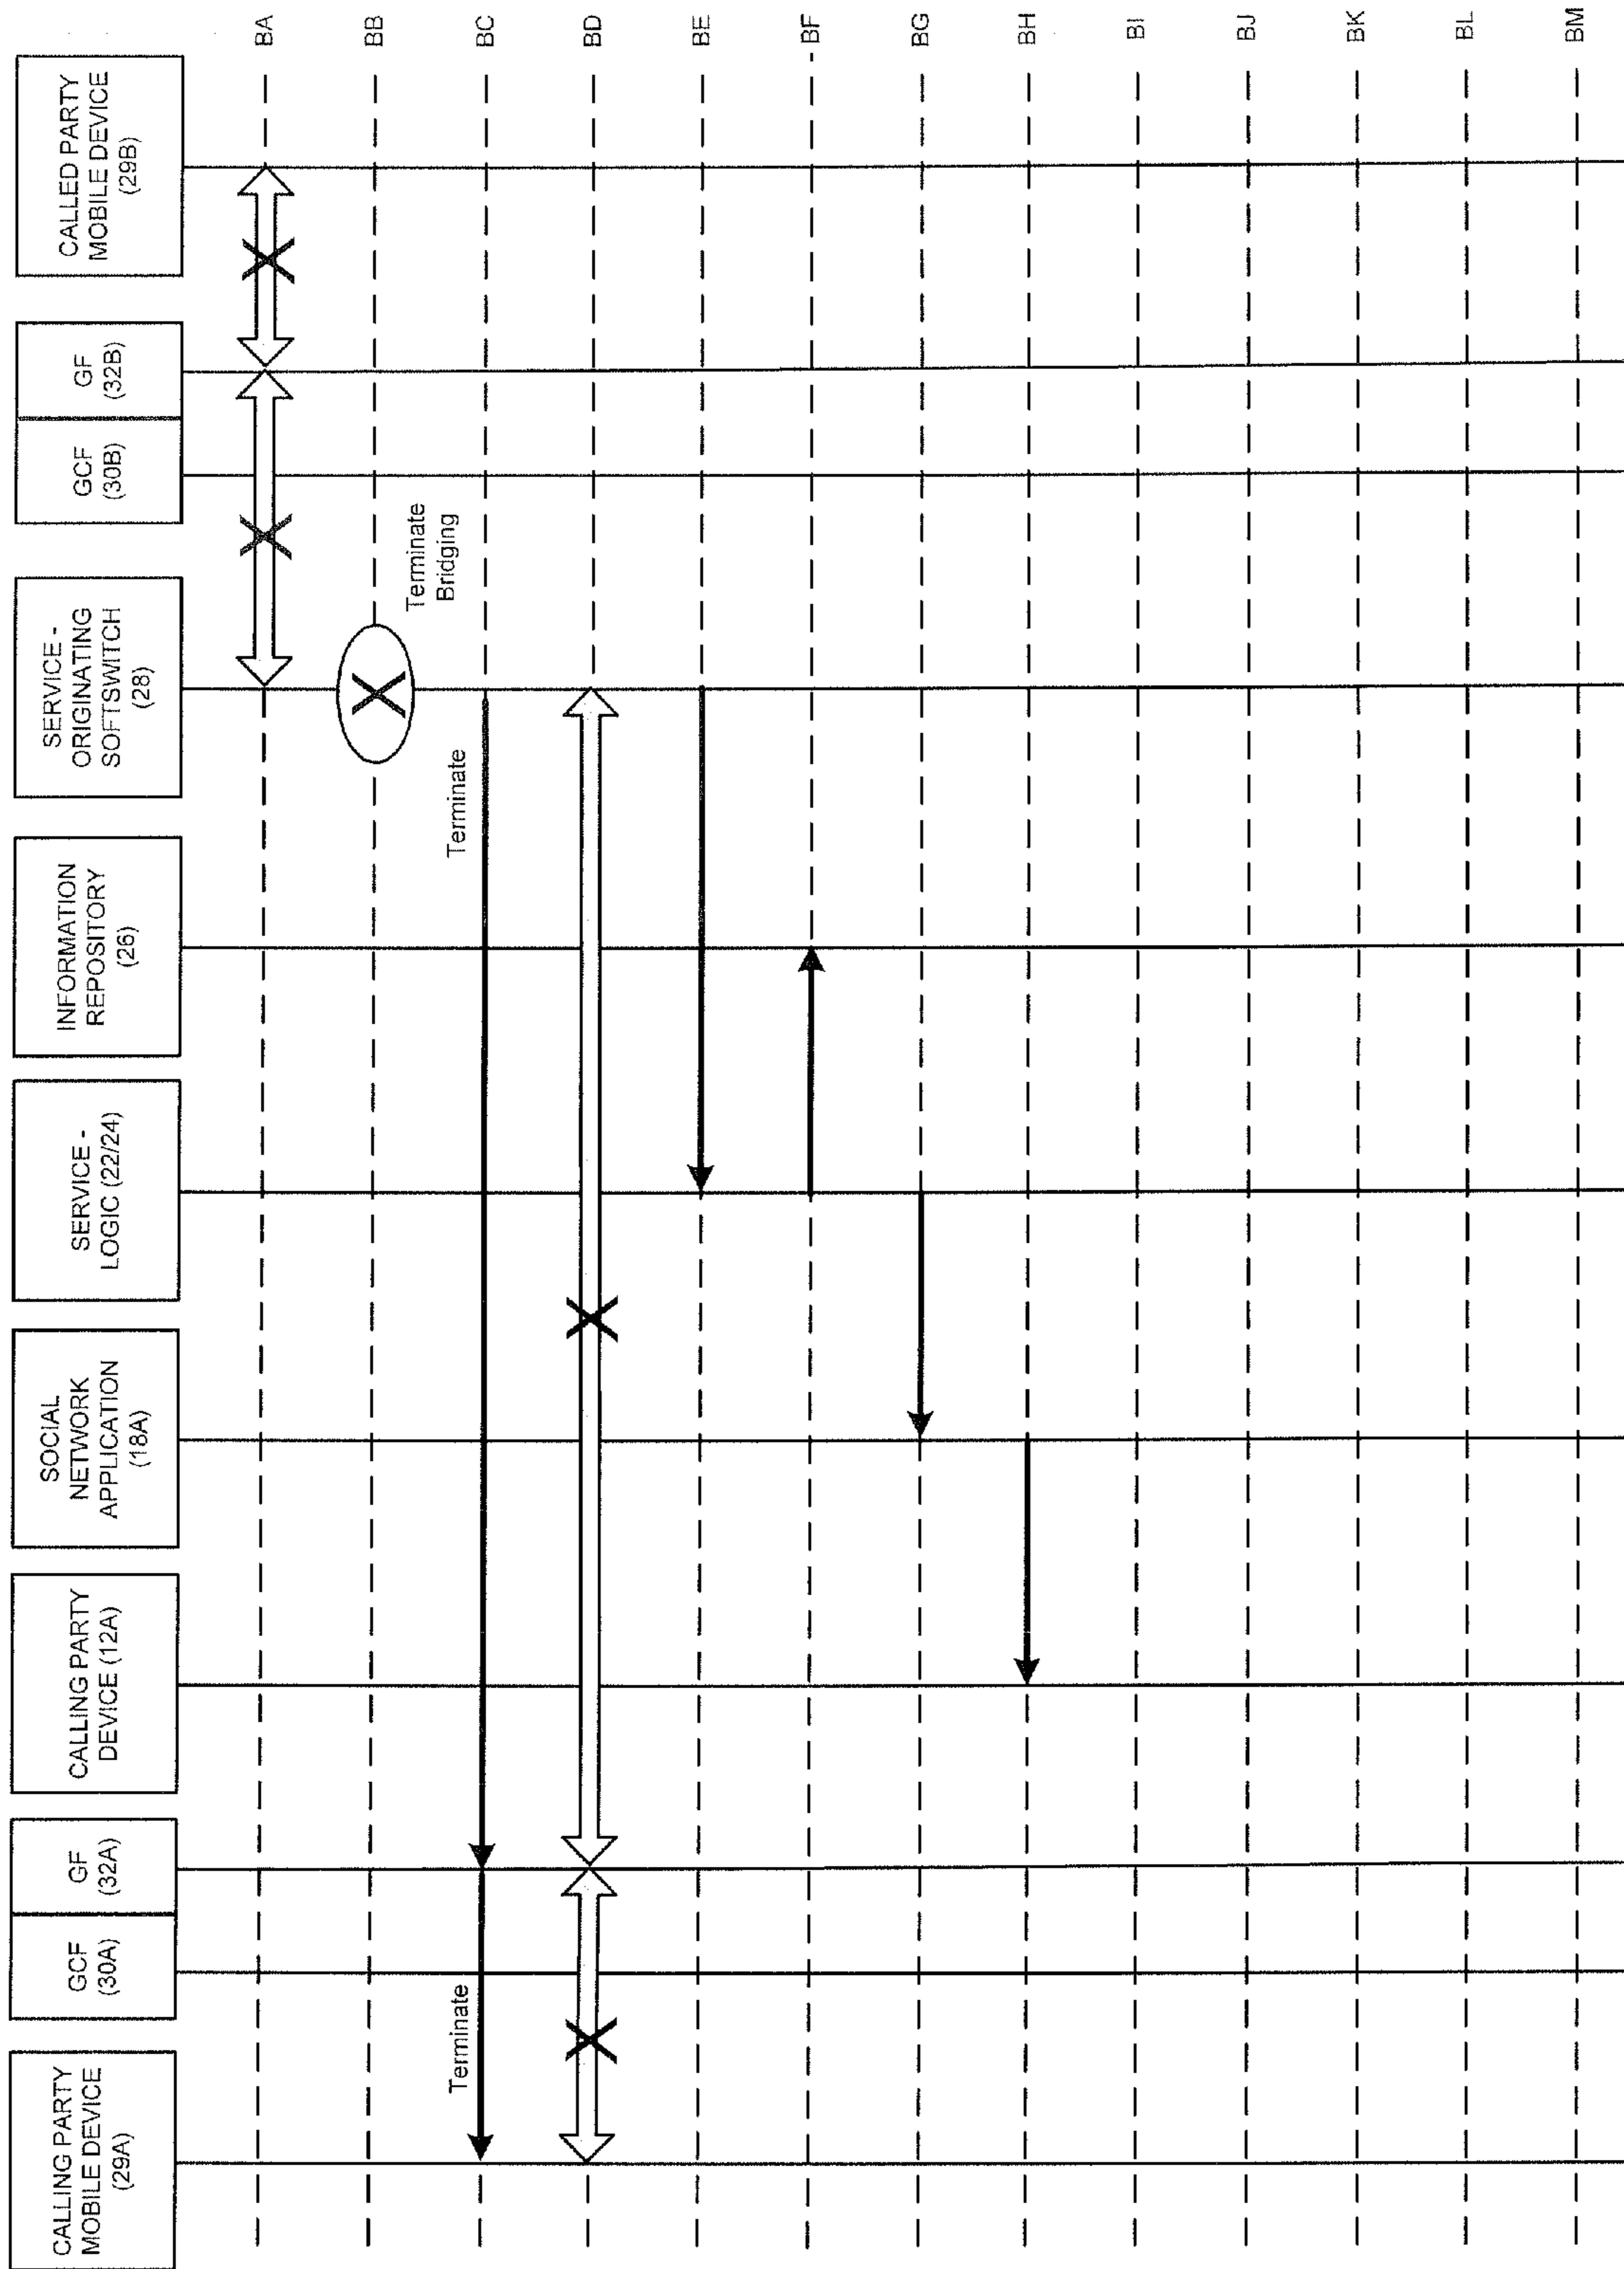 CALLING PARTY
MOBILE DEVICE
(29A)
GCF
(30A)
GF
(32A)
CALLING PARTY
DEVICE (12A)
SOCIAL
NETWORK
APPLICATION
(18A)
SERVICE -
LOGIC (22/24)
INFORMATION
REPOSITORY
(26)
SERVICE -
ORIGINATING
SOFTSWITCH
(28)
GCF
(30B)
GF
(32B)
CALLED PARTY
MOBILE DEVICE
(29B)
BA
Terminate
Bridging
BB
Terminate
Terminate
BC
BD
BE
BF
BG
BH
BI
BJ
BK
BL
BM